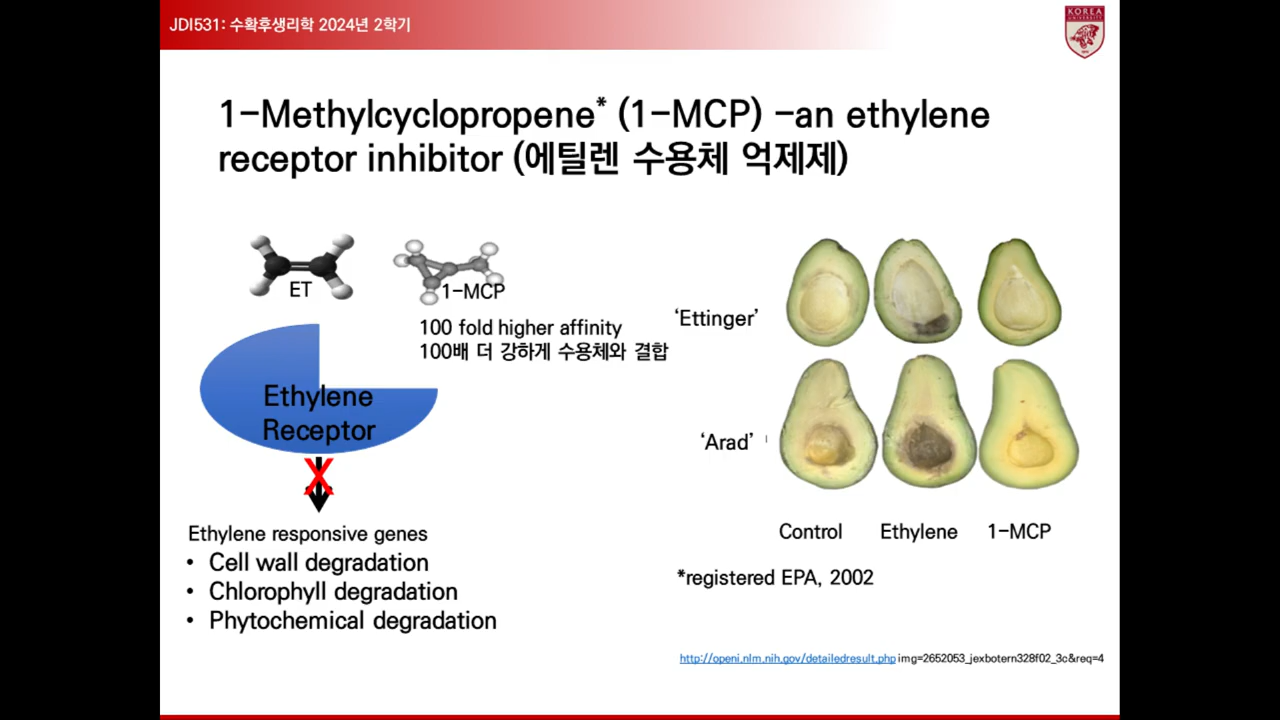 JDI531: 수확후생리학 2024년 2학기
KOREA
UNIVERSITY
1-Methylcyclopropene* (1-MCP) -an ethylene
receptor inhibitor (에틸렌 수용체 억제제)
ET
1-MCP
100 fold higher affinity
100배 더 강하게 수용체와 결합
Ethylene
Receptor
X
Ethylene responsive genes
• Cell wall degradation
• Chlorophyll degradation
• Phytochemical degradation
‘Ettinger’
‘Arad’
Control Ethylene 1-MCP
*registered EPA, 2002
http://openi.nlm.nih.gov/detailedresult.php img=2652053_jexbotern328f02_3c&req=4